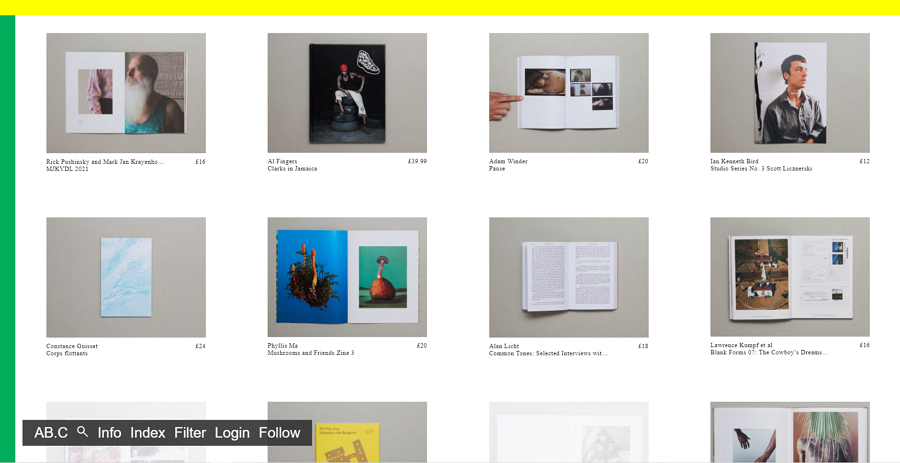 Rick Pushinsky and Mark Jan Krayenho... £16
MJKVDL 2021
Al Fingers £39.99
Clarks in Jamaica
Adam Winder £20
Pause
Ian Kenneth Bird £12
Studio Series No. 3 Scott Licznerski
Constance Guisset £24
Corps flottants
Phyllis Ma £20
Mushrooms and Friends Zine 3
Alan Licht £18
Common Tones: Selected Interviews wit...
Lawrence Kumpf et al £16
Blank Forms 07: The Cowboy's Dreams...
AB.C Info Index Filter Login Follow